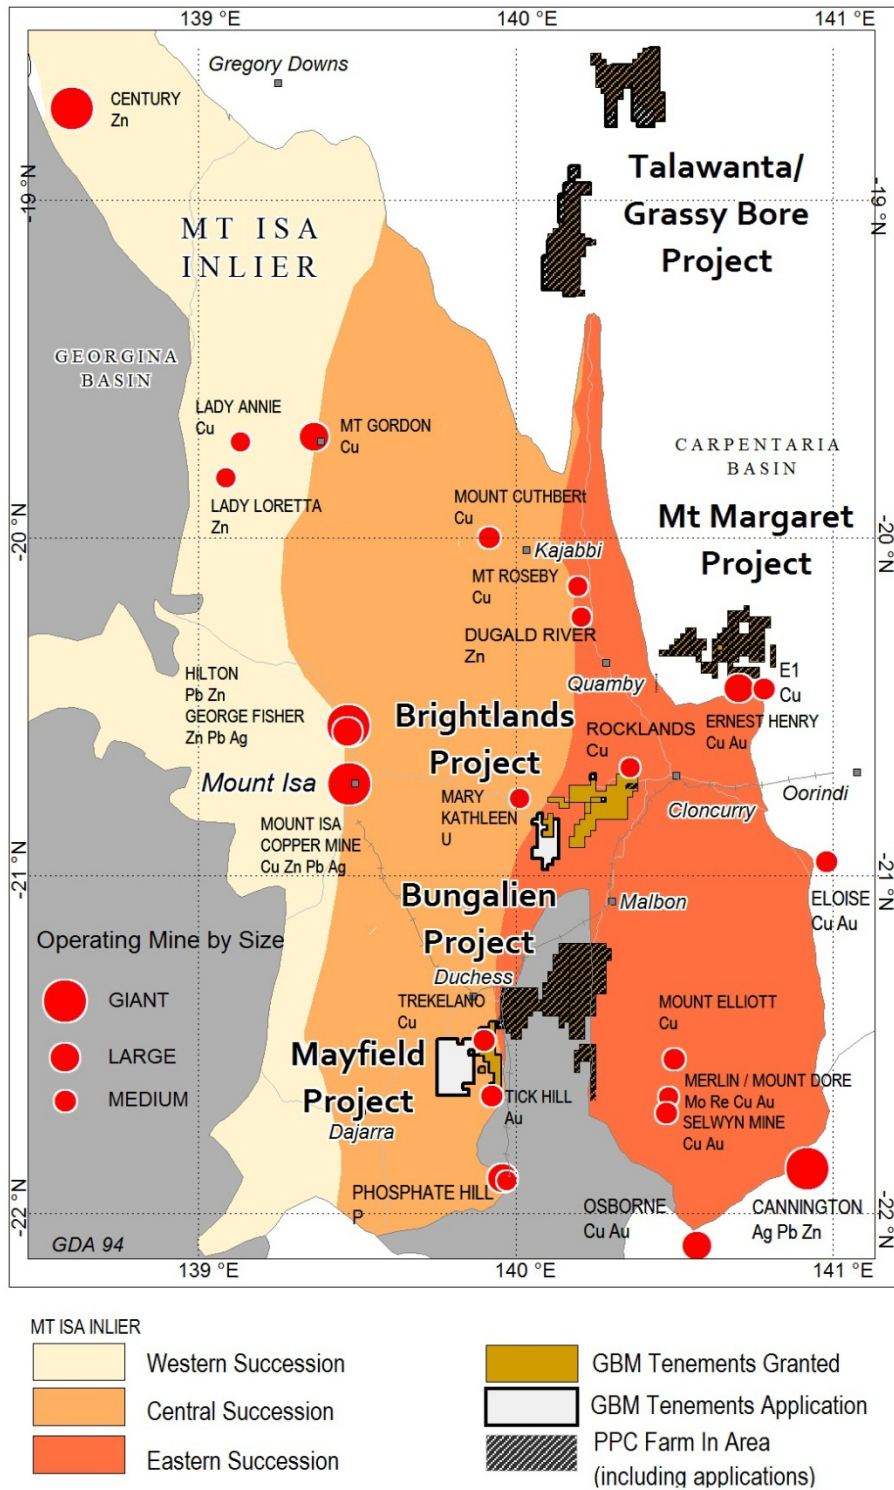 139 °E
140 °E
141 °E
Gregory Downs
CENTURY
Zn
-19 °N
-19 °N
Talawanta/
Grassy Bore
Project
MT ISA
INLIER
GEORGINA
BASIN
LADY ANNIE
Cu
MT GORDON
Cu
LADY LORETTA
Zn
CARPENTARIA
BASIN
MOUNT CUTHBERt
Cu
Mt Margaret
Project
-20 °N
-20 °N
Kajabbi
MT ROSEBY
Cu
DUGALD RIVER
Zn
HILTON
Pb Zn
GEORGE FISHER
Zn Pb Ag
Quamby
E1
Cu
ERNEST HENRY
Cu Au
Brightlands
Project
ROCKLANDS
Cu
Mount Isa
MARY
KATHLEEN
U
Cloncurry
Oorindi
MOUNT ISA
COPPER MINE
Cu Zn Pb Ag
-21 °N
-21 °N
ELOISE
Cu Au
Bungalien
Project
Malbon
Operating Mine by Size
GIANT
LARGE
MEDIUM
Duchess
TREKELANO
Cu
MOUNT ELLIOTT
Cu
Mayfield
Project
Dajarra
TICK HILL
Au
MERLIN / MOUNT DORE
Mo Re Cu Au
SELWYN MINE
Cu Au
PHOSPHATE HILL
P
OSBORNE
Cu Au
CANNINGTON
Ag Pb Zn
-22 °N
-22 °N
GDA 94
139 °E
140 °E
141 °E
MT ISA INLIER
Western Succession
Central Succession
Eastern Succession
GBM Tenements Granted
GBM Tenements Application
PPC Farm In Area
(including applications)